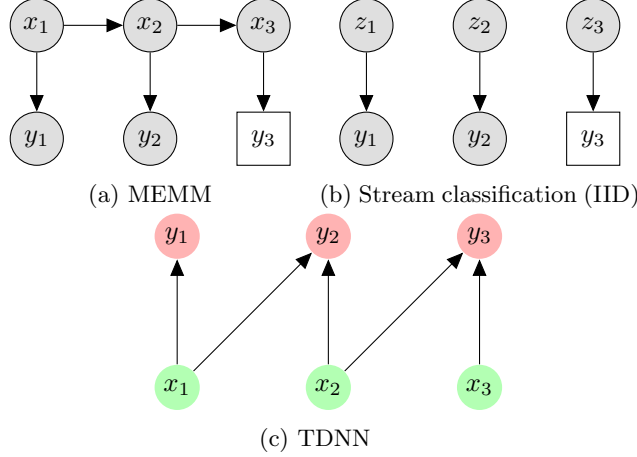 x₁ x₂ x₃ z₁ z₂ z₃
y₁ y₂ y₃ y₁ y₂ y₃
(a) MEMM (b) Stream classification (IID)
y₁ y₂ y₃
x₁ x₂ x₃
(c) TDNN